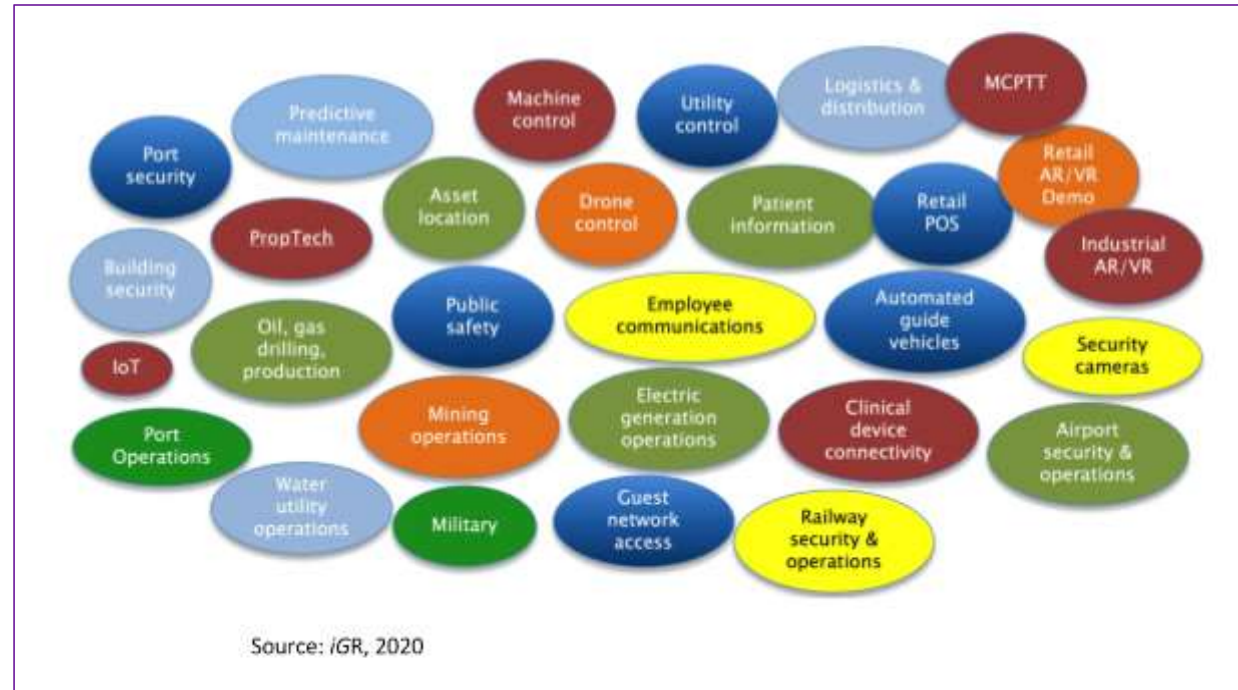 Predictive
maintenance
Machine
control
Utility
control
Logistics &
distribution
MCPTT
Port
security
Asset
location
Drone
control
Patient
information
Retail
POS
Retail
AR/VR
Demo
PropTech
Industrial
AR/VR
Building
security
Oil, gas
drilling,
production
Public
safety
Employee
communications
Automated
guide
vehicles
Security
cameras
IoT
Port
Operations
Mining
operations
Electric
generation
operations
Clinical
device
connectivity
Airport
security &
operations
Water
utility
operations
Military
Guest
network
access
Railway
security &
operations
Source: iGR, 2020